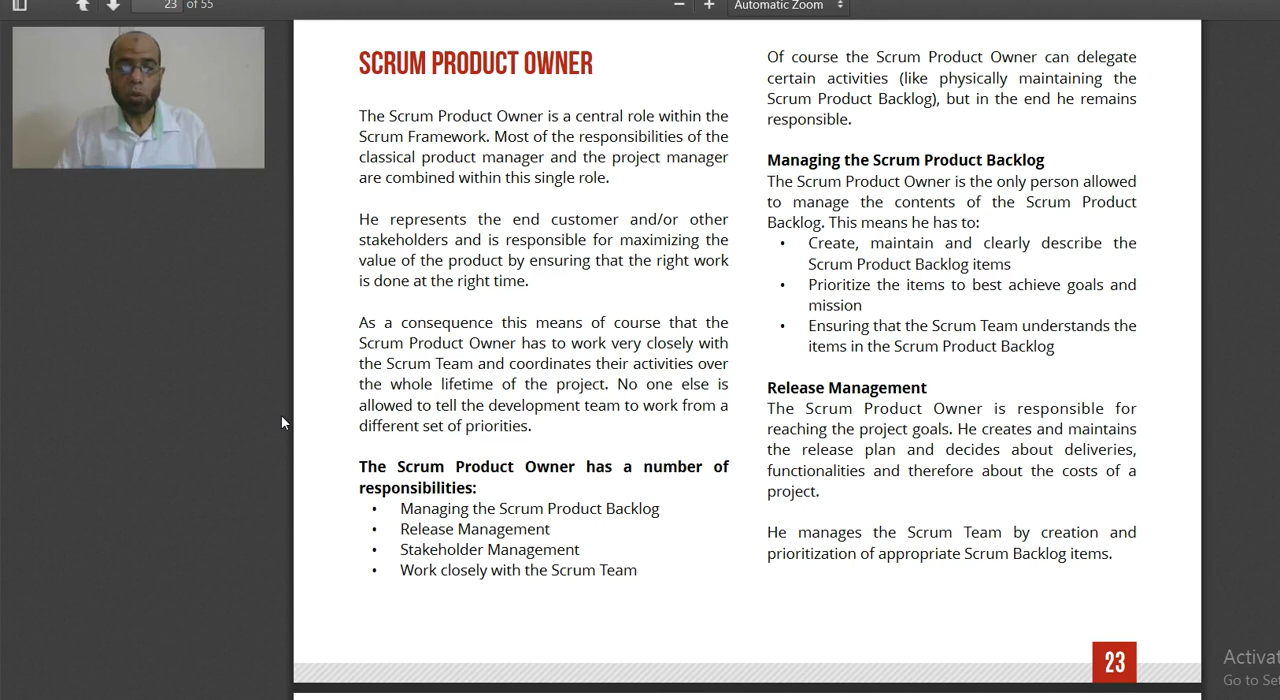 23 of 55
Automatic Zoom
SCRUM PRODUCT OWNER
The Scrum Product Owner is a central role within the
Scrum Framework. Most of the responsibilities of the
classical product manager and the project manager
are combined within this single role.
He represents the end customer and/or other
stakeholders and is responsible for maximizing the
value of the product by ensuring that the right work
is done at the right time.
As a consequence this means of course that the
Scrum Product Owner has to work very closely with
the Scrum Team and coordinates their activities over
the whole lifetime of the project. No one else is
allowed to tell the development team to work from a
different set of priorities.
The Scrum Product Owner has a number of
responsibilities:
• Managing the Scrum Product Backlog
• Release Management
• Stakeholder Management
• Work closely with the Scrum Team
Of course the Scrum Product Owner can delegate
certain activities (like physically maintaining the
Scrum Product Backlog), but in the end he remains
responsible.
Managing the Scrum Product Backlog
The Scrum Product Owner is the only person allowed
to manage the contents of the Scrum Product
Backlog. This means he has to:
• Create, maintain and clearly describe the
Scrum Product Backlog items
• Prioritize the items to best achieve goals and
mission
• Ensuring that the Scrum Team understands the
items in the Scrum Product Backlog
Release Management
The Scrum Product Owner is responsible for
reaching the project goals. He creates and maintains
the release plan and decides about deliveries,
functionalities and therefore about the costs of a
project.
He manages the Scrum Team by creation and
prioritization of appropriate Scrum Backlog items.
23
Activat
Go to Set